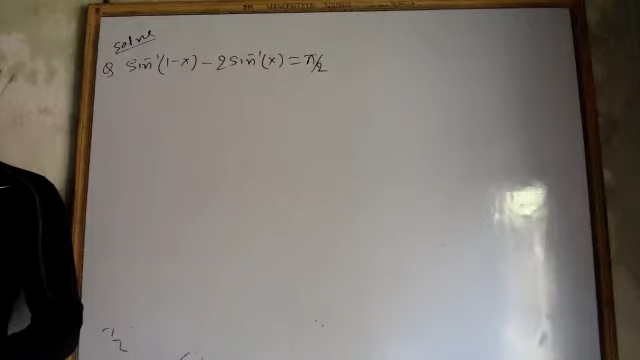 Solve
Q sin⁻¹(1-x) - 2sin⁻¹(x) = π/2